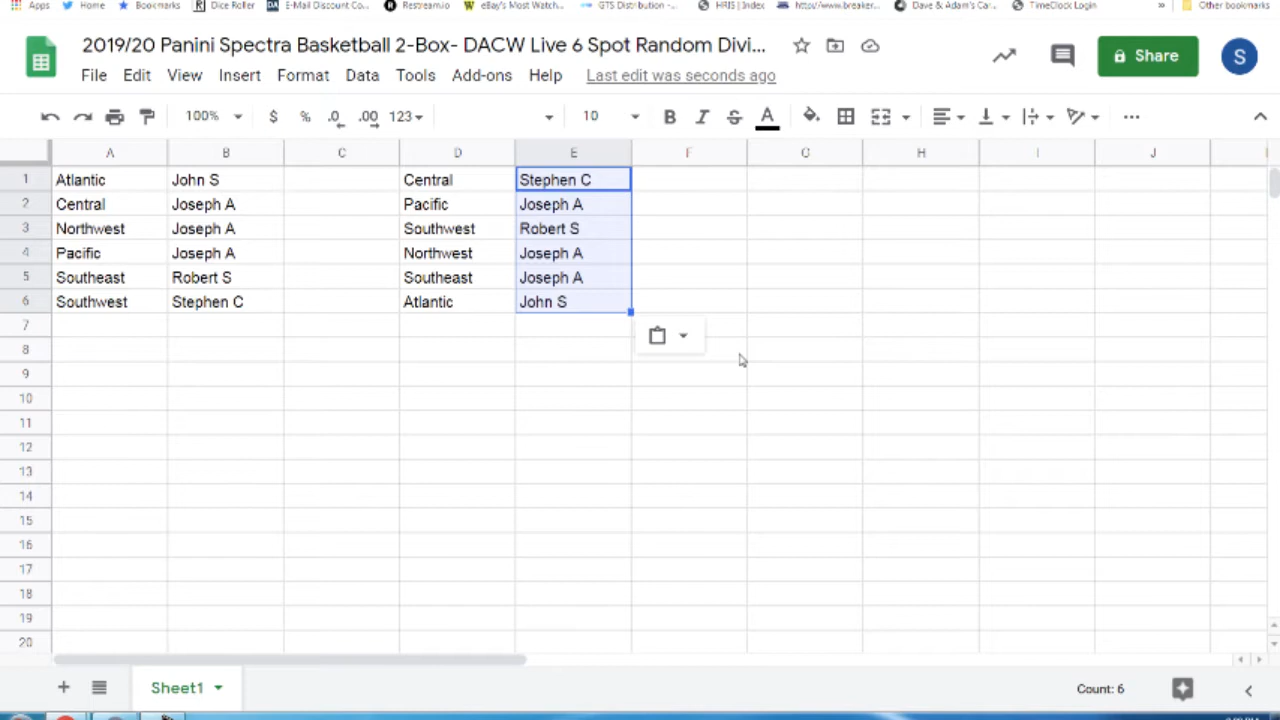 Apps Home Bookmarks Dice Roller E-Mail Discount Co... Restream.io eBay's Most Watch... GTS Distribution -... HRIS | Index http://www.breaker... Dave & Adam's Car... TimeClock Login » Other bookmarks
2019/20 Panini Spectra Basketball 2-Box- DACW Live 6 Spot Random Divi...
Share
S
File Edit View Insert Format Data Tools Add-ons Help Last edit was seconds ago
100% $ % .0 .00 123 10 B I S A
A B C D E F G H I J
1 Atlantic John S Central Stephen C
2 Central Joseph A Pacific Joseph A
3 Northwest Joseph A Southwest Robert S
4 Pacific Joseph A Northwest Joseph A
5 Southeast Robert S Southeast Joseph A
6 Southwest Stephen C Atlantic John S
7
8
9
10
11
12
13
14
15
16
17
18
19
20
Sheet1 Count: 6